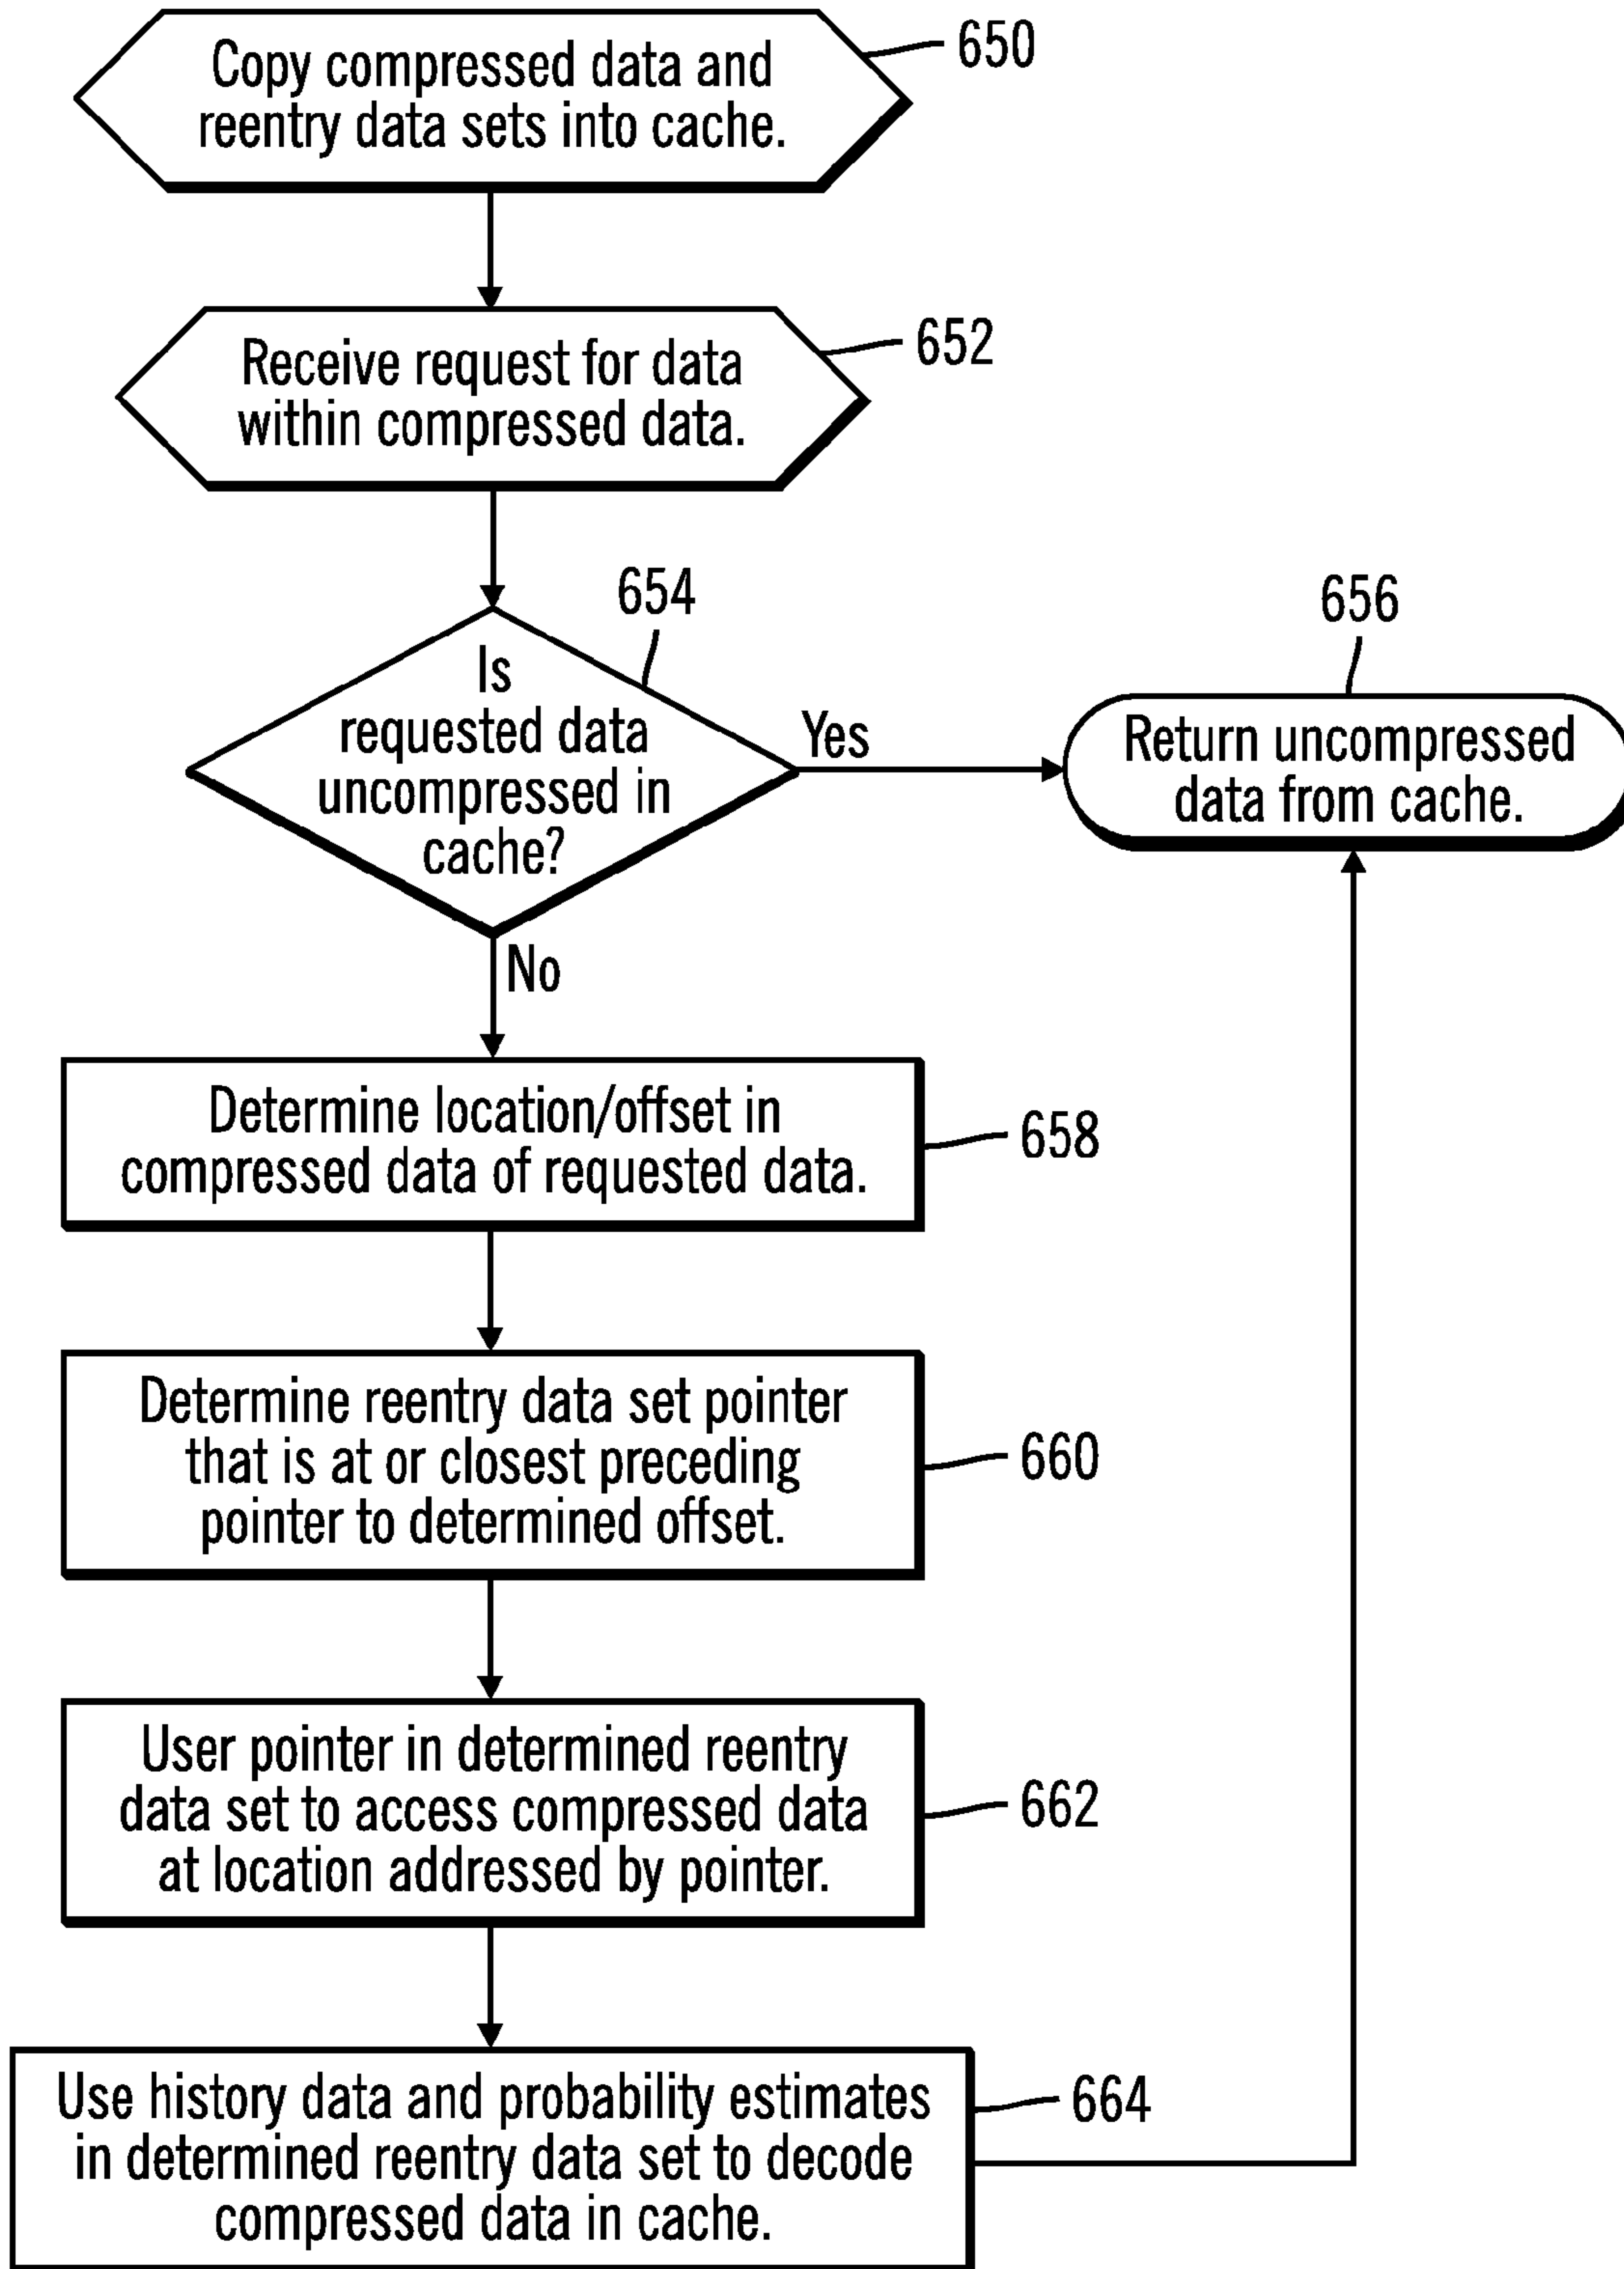 Copy compressed data and
reentry data sets into cache.
650
Receive request for data
within compressed data.
652
654
Is
requested data
uncompressed in
cache?
Yes
656
Return uncompressed
data from cache.
No
Determine location/offset in
compressed data of requested data.
658
Determine reentry data set pointer
that is at or closest preceding
pointer to determined offset.
660
User pointer in determined reentry
data set to access compressed data
at location addressed by pointer.
662
Use history data and probability estimates
in determined reentry data set to decode
compressed data in cache.
664